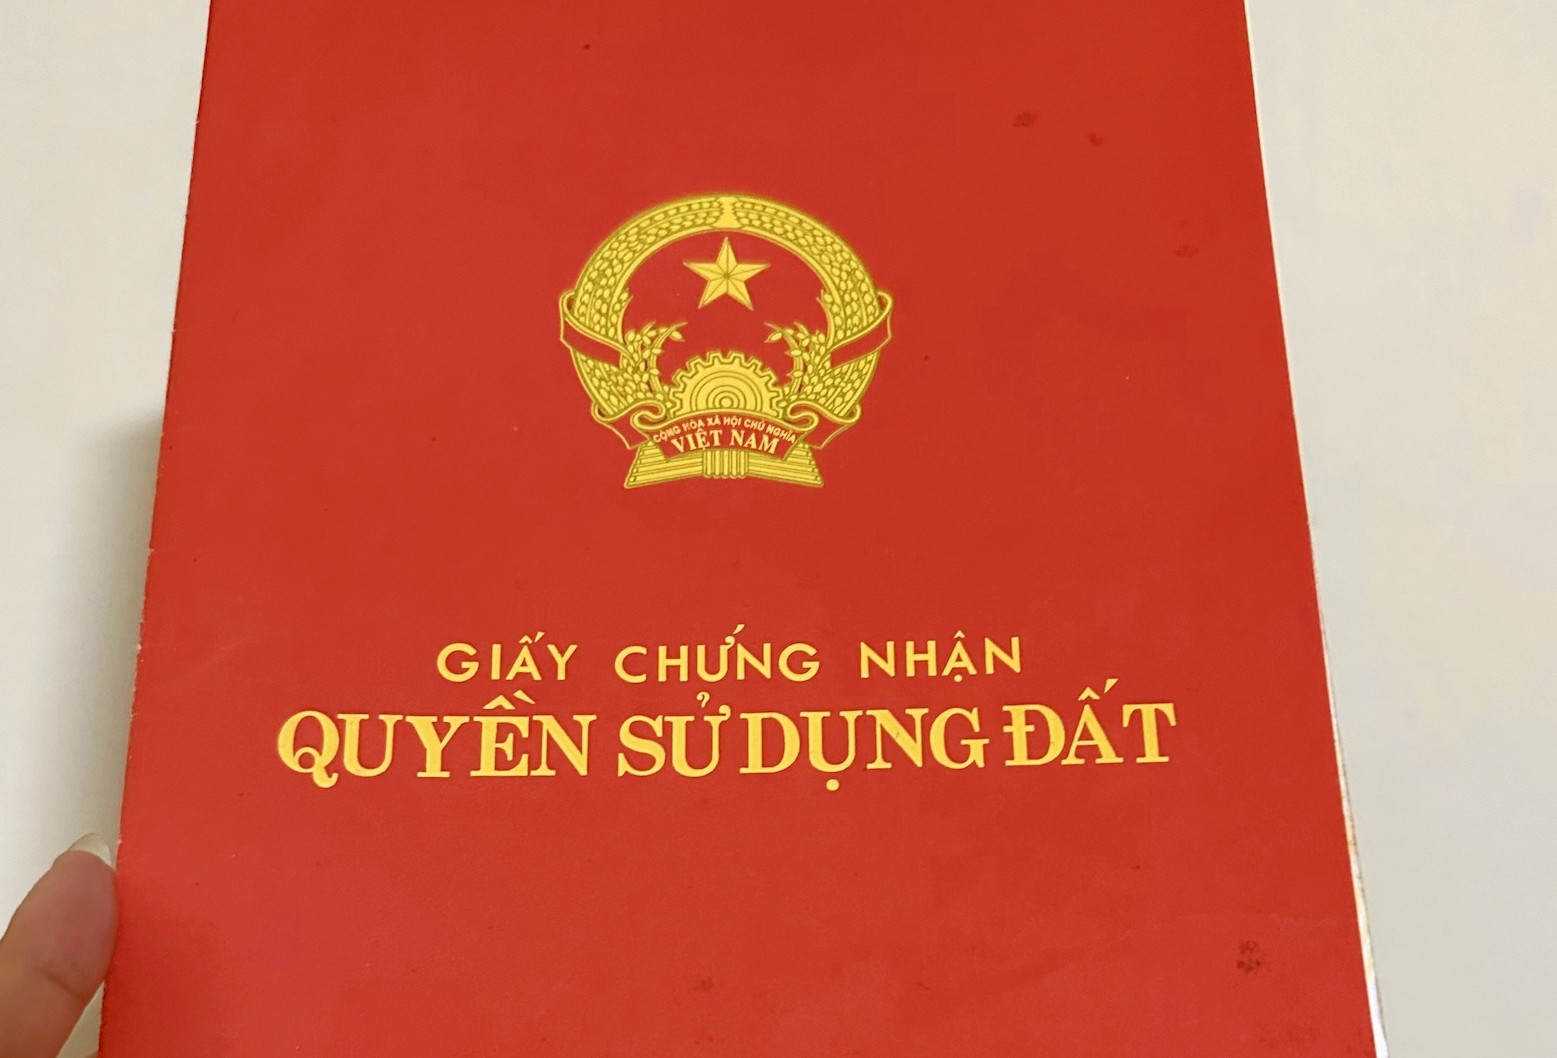 CỘNG HÒA XÃ HỘI CHỦ NGHĨA
VIỆT NAM
GIẤY CHỨNG NHẬN
QUYỀN SỬ DỤNG ĐẤT